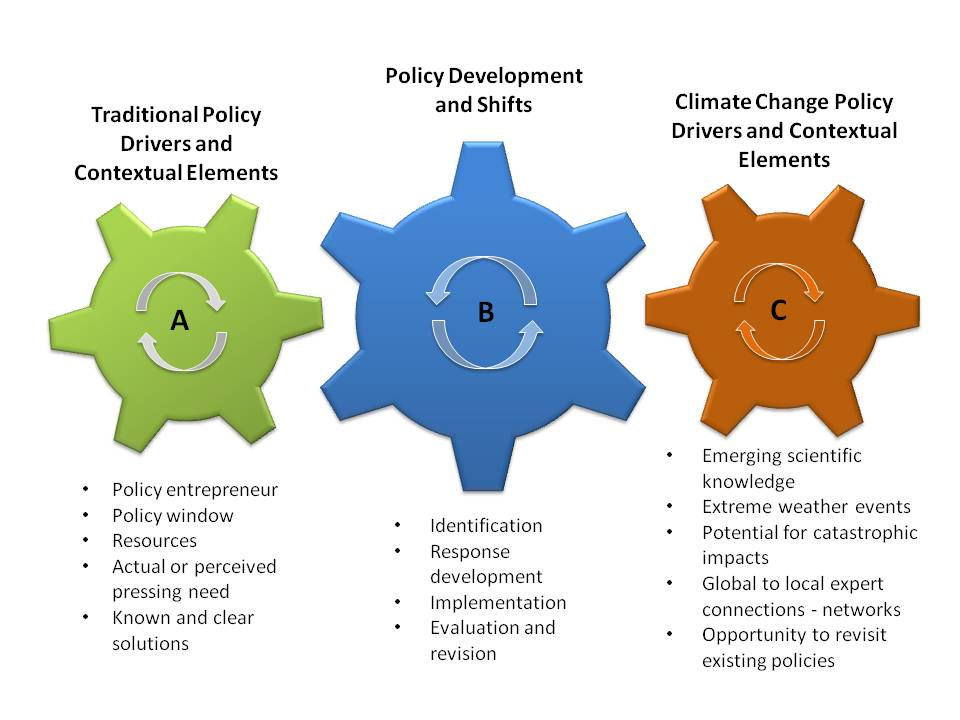 Traditional Policy
Drivers and
Contextual Elements
A
• Policy entrepreneur
• Policy window
• Resources
• Actual or perceived
pressing need
• Known and clear
solutions
Policy Development
and Shifts
B
• Identification
• Response
development
• Implementation
• Evaluation and
revision
Climate Change Policy
Drivers and Contextual
Elements
C
• Emerging scientific
knowledge
• Extreme weather events
• Potential for catastrophic
impacts
• Global to local expert
connections - networks
• Opportunity to revisit
existing policies